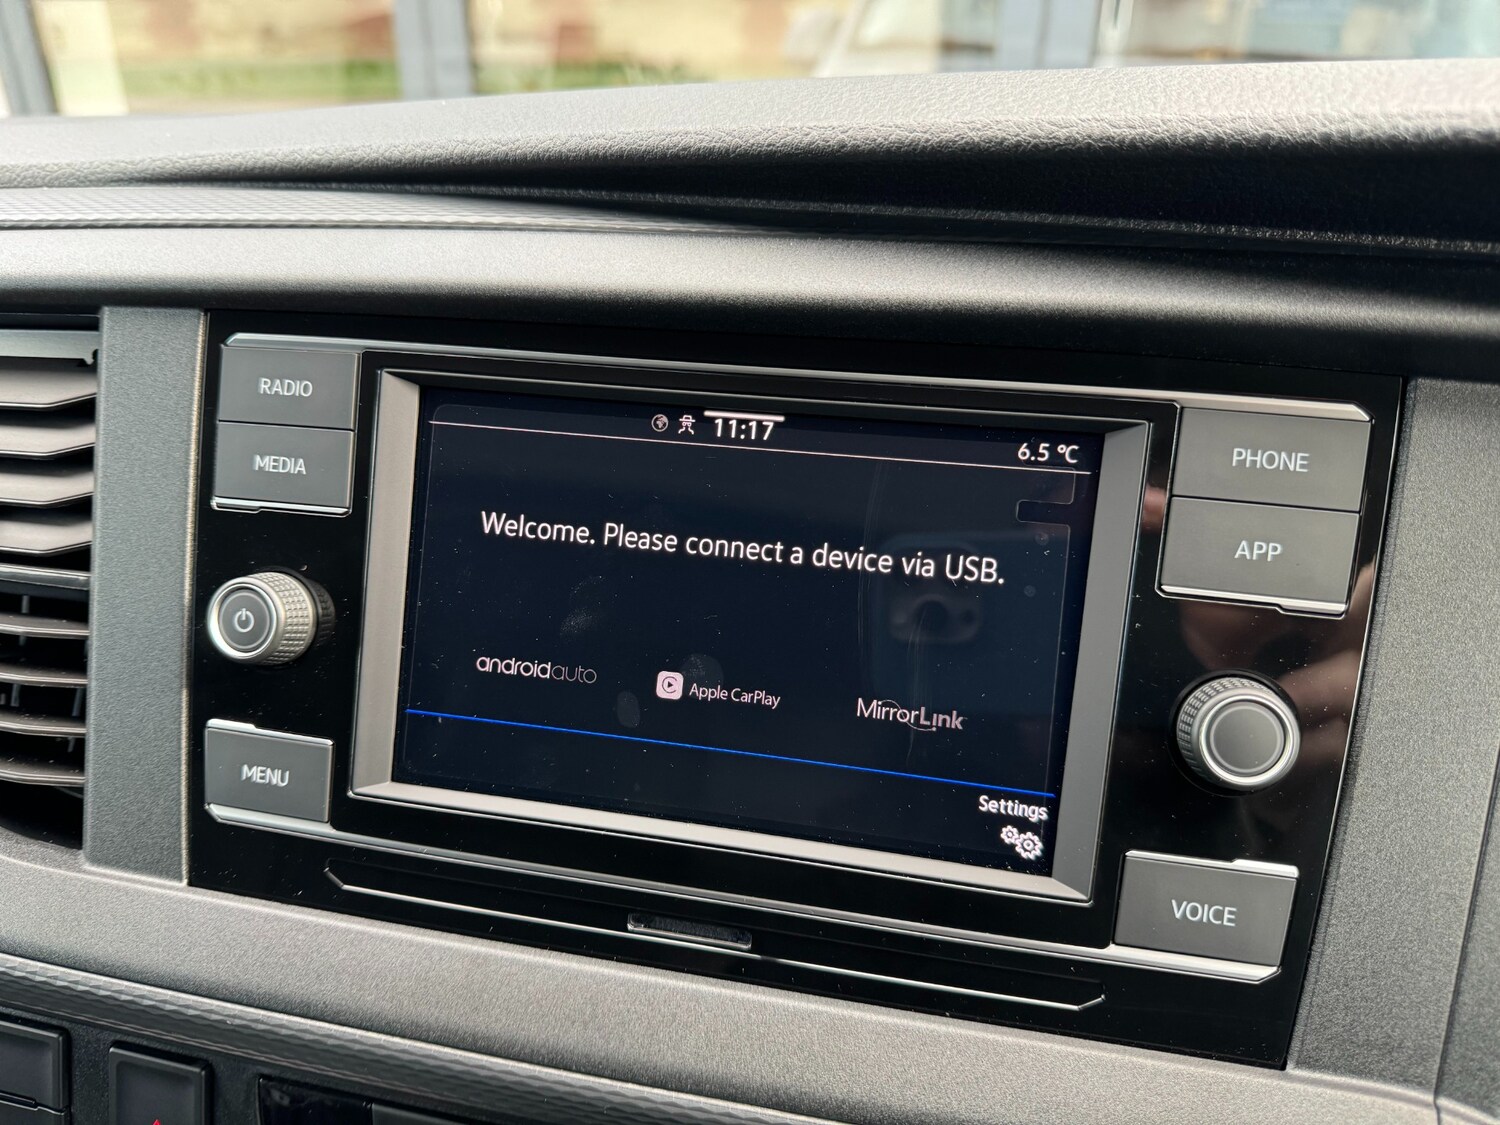 RADIO
MEDIA
MENU
11:17
6.5 °C
Welcome. Please connect a device via USB.
androidauto
Apple CarPlay
MirrorLink
Settings
PHONE
APP
VOICE